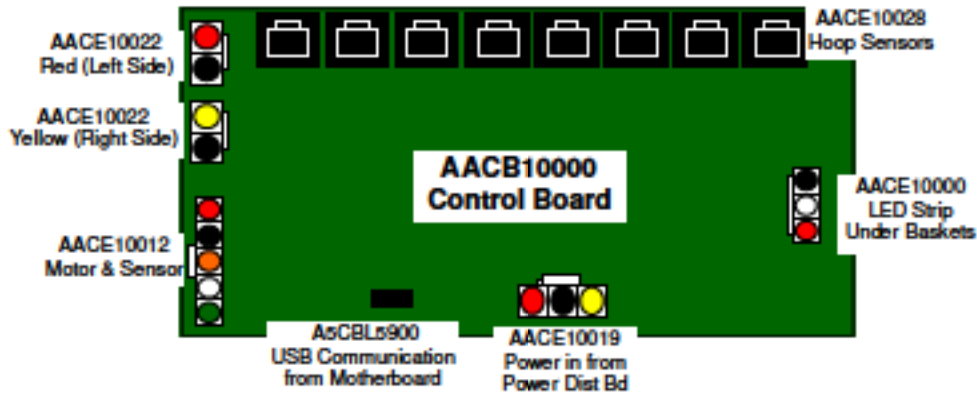 AACE10022
Red (Left Side)
AACE10028
Hoop Sensors
AACE10022
Yellow (Right Side)
AACB10000
Control Board
AACE10000
LED Strip
Under Baskets
AACE10012
Motor & Sensor
A5CBL5900
USB Communication
from Motherboard
AACE10019
Power in from
Power Dist Bd